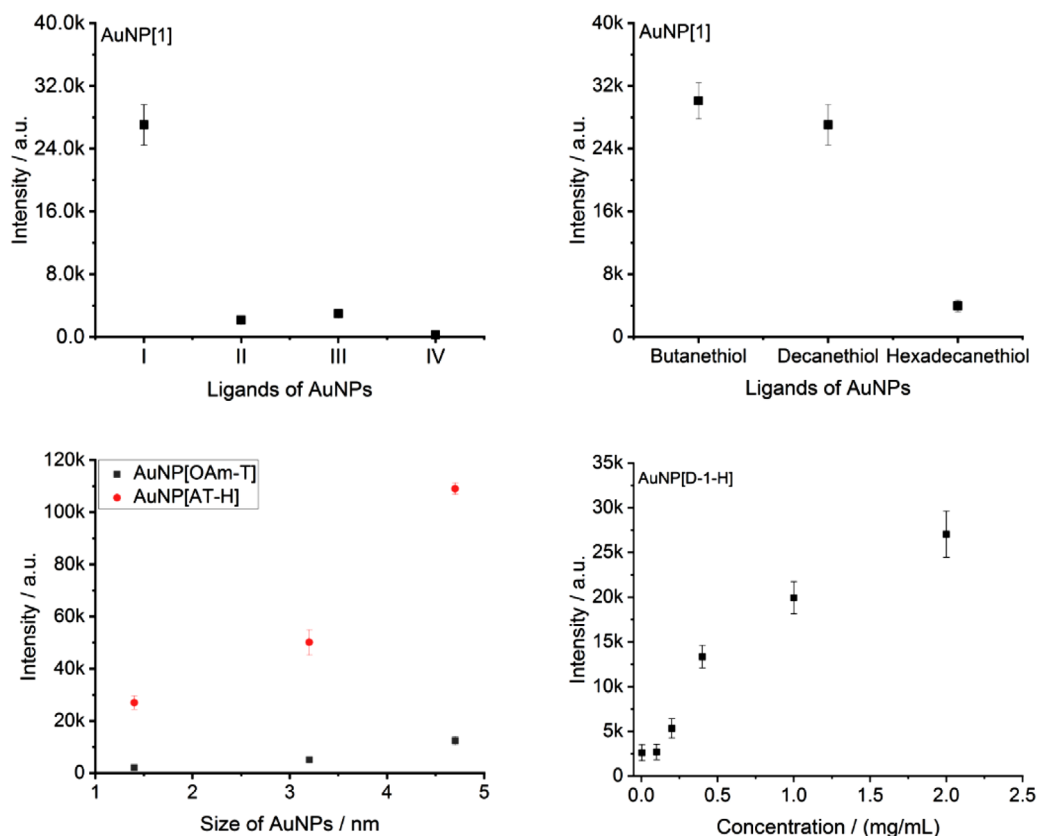 AuNP[1]
40.0k
32.0k
24.0k
16.0k
8.0k
0.0
Intensity / a.u.
I II III IV
Ligands of AuNPs
AuNP[1]
40k
32k
24k
16k
8k
0
Intensity / a.u.
Butanethiol Decanethiol Hexadecanethiol
Ligands of AuNPs
AuNP[OAm-T]
AuNP[AT-H]
120k
100k
80k
60k
40k
20k
0
Intensity / a.u.
1 2 3 4 5
Size of AuNPs / nm
AuNP[D-1-H]
35k
30k
25k
20k
15k
10k
5k
0
Intensity / a.u.
0.0 0.5 1.0 1.5 2.0 2.5
Concentration / (mg/mL)